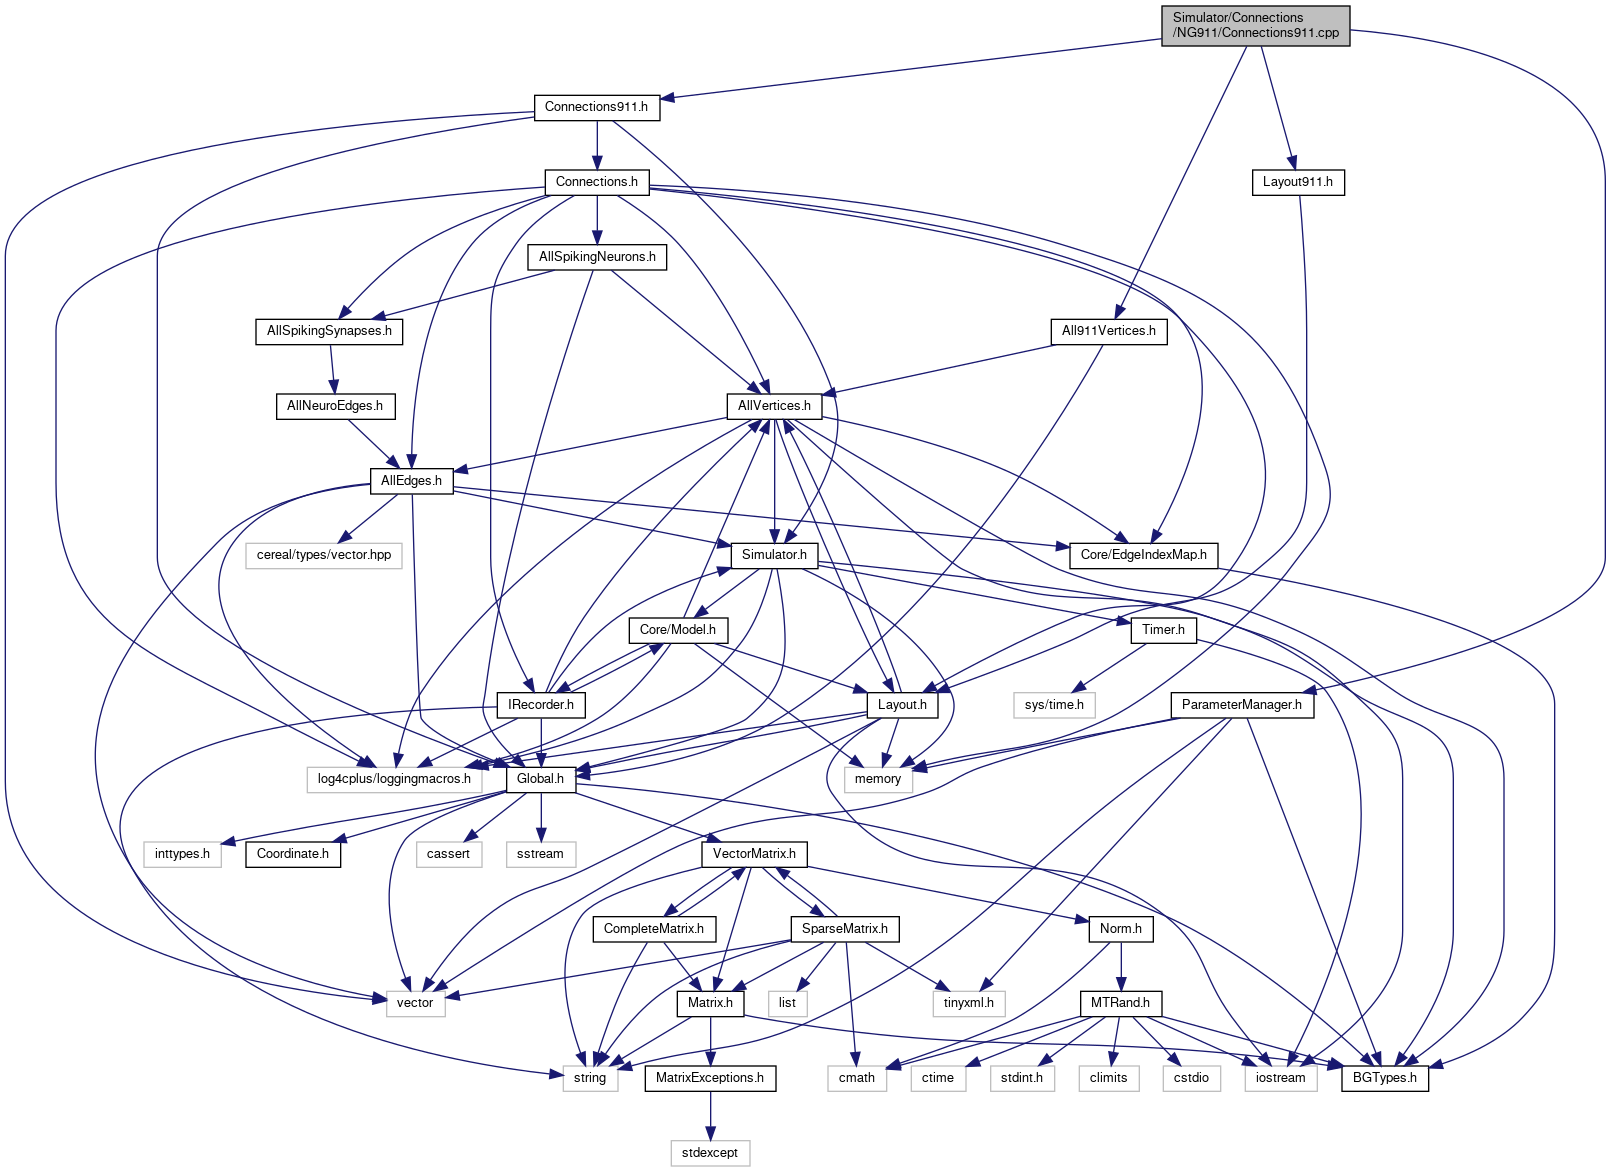 Simulator/Connections
/NG911/Connections911.cpp
Connections911.h
Connections.h
Layout911.h
AllSpikingNeurons.h
AllSpikingSynapses.h
All911Vertices.h
AllNeuroEdges.h
AllVertices.h
AllEdges.h
cereal/types/vector.hpp
Simulator.h
Core/EdgeIndexMap.h
Core/Model.h
Timer.h
IRecorder.h
Layout.h
sys/time.h
ParameterManager.h
log4cplus/loggingmacros.h
Global.h
memory
inttypes.h
Coordinate.h
cassert
sstream
VectorMatrix.h
CompleteMatrix.h
SparseMatrix.h
Norm.h
vector
Matrix.h
list
tinyxml.h
MTRand.h
string
MatrixExceptions.h
cmath
ctime
stdint.h
climits
cstdio
iostream
BGTypes.h
stdexcept